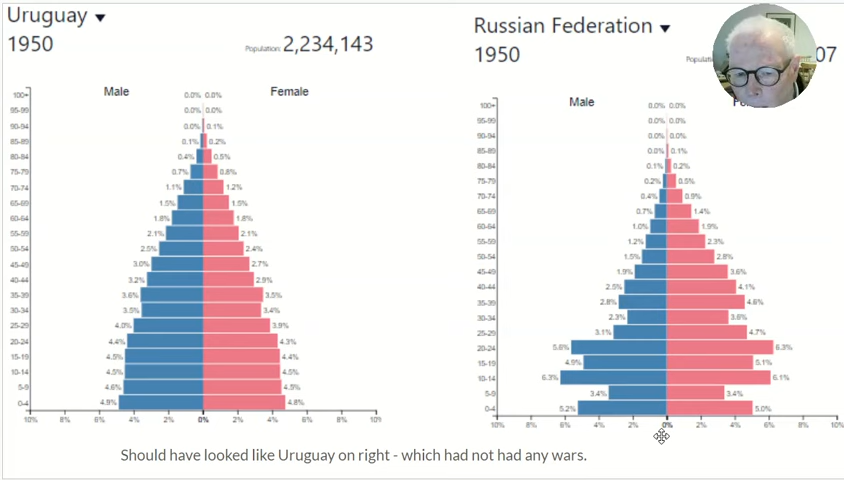 Uruguay
1950
Population: 2,234,143
Male Female
100+ 0.0% 0.0%
95-99 0.0% 0.0%
90-94 0.0% 0.1%
85-89 0.1% 0.2%
80-84 0.4% 0.5%
75-79 0.7% 0.8%
70-74 1.1% 1.2%
65-69 1.5% 1.5%
60-64 1.8% 1.8%
55-59 2.1% 2.1%
50-54 2.5% 2.4%
45-49 3.0% 2.7%
40-44 3.2% 2.9%
35-39 3.6% 3.5%
30-34 3.5% 3.4%
25-29 4.0% 3.9%
20-24 4.4% 4.3%
15-19 4.5% 4.4%
10-14 4.5% 4.5%
5-9 4.6% 4.5%
0-4 4.9% 4.8%
10% 8% 6% 4% 2% 0% 2% 4% 6% 8% 10%
Russian Federation
1950
07
Male
100+ 0.0% 0.0%
95-99 0.0% 0.0%
90-94 0.0% 0.0%
85-89 0.0% 0.1%
80-84 0.1% 0.2%
75-79 0.2% 0.5%
70-74 0.4% 0.9%
65-69 0.7% 1.4%
60-64 1.0% 1.9%
55-59 1.2% 2.3%
50-54 1.5% 2.8%
45-49 1.9% 3.6%
40-44 2.5% 4.1%
35-39 2.8% 4.6%
30-34 2.3% 3.6%
25-29 3.1% 4.7%
20-24 5.6% 6.3%
15-19 4.9% 5.1%
10-14 6.3% 6.1%
5-9 3.4% 3.4%
0-4 5.2% 5.0%
10% 8% 6% 4% 2% 0% 2% 4% 6% 8% 10%
Should have looked like Uruguay on right - which had not had any wars.